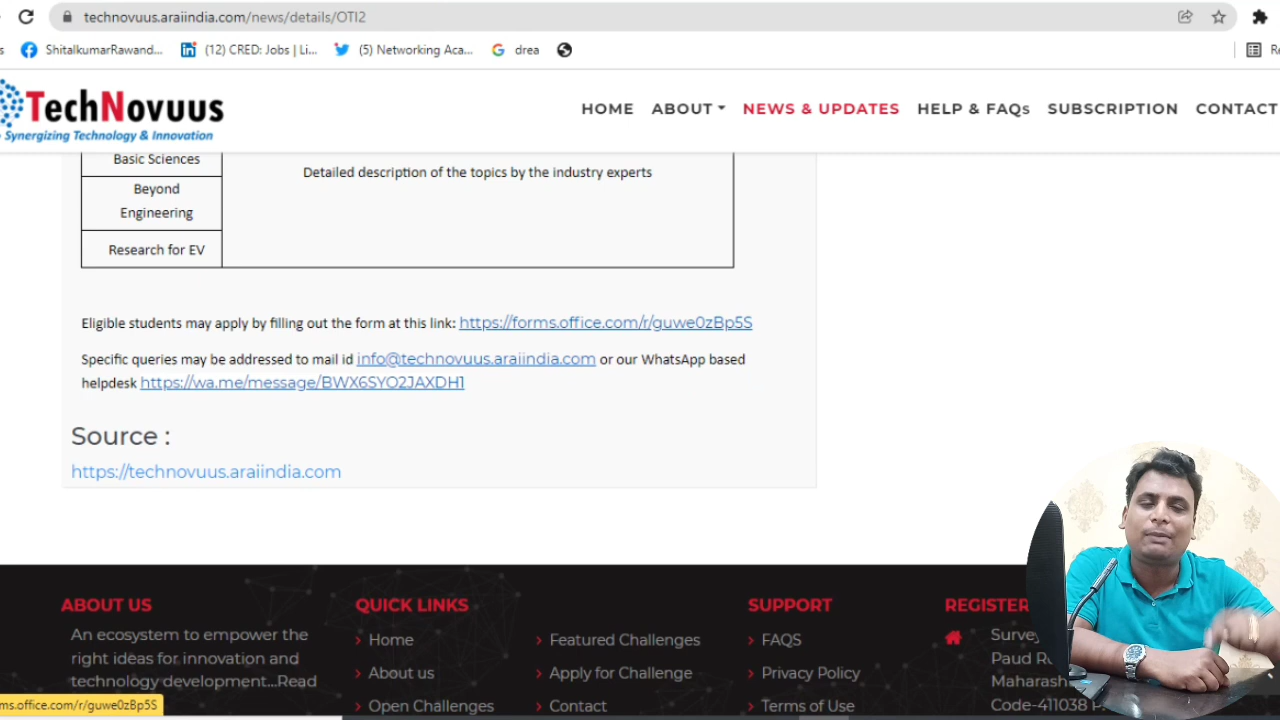 technovuus.araiindia.com/news/details/OTI2
s ShitalkumarRawand... (12) CRED: Jobs | Li... (5) Networking Aca... drea Re
TechNovuus
Synergizing Technology & Innovation
HOME ABOUT NEWS & UPDATES HELP & FAQs SUBSCRIPTION CONTACT
Basic Sciences
Detailed description of the topics by the industry experts
Beyond
Engineering
Research for EV
Eligible students may apply by filling out the form at this link: https://forms.office.com/r/guwe0zBp5S
Specific queries may be addressed to mail id info@technovuus.araiindia.com or our WhatsApp based
helpdesk https://wa.me/message/BWX6SYO2JAXDH1
Source :
https://technovuus.araiindia.com
ABOUT US
An ecosystem to empower the
right ideas for innovation and
technology development...Read
QUICK LINKS
Home
About us
Open Challenges
Featured Challenges
Apply for Challenge
Contact
SUPPORT
FAQS
Privacy Policy
Terms of Use
REGISTER
Survey
Paud R
Maharash
Code-411038
ms.office.com/r/guwe0zBp5S